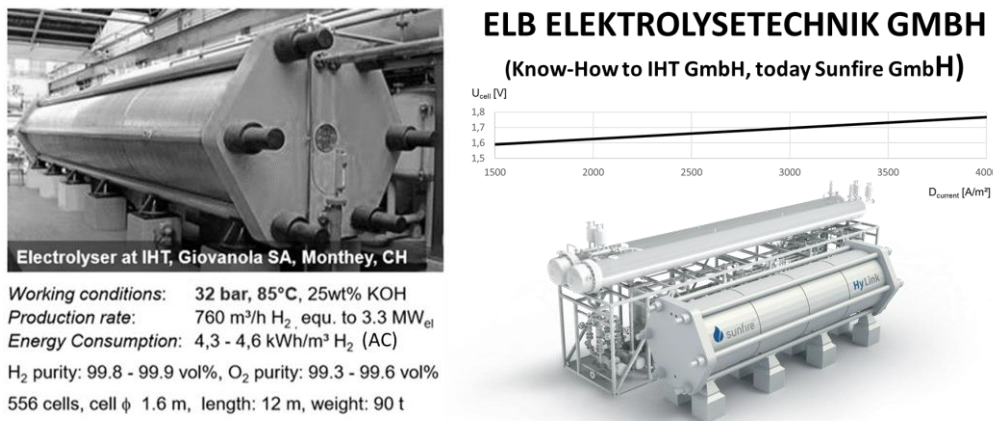 Electrolyser at IHT, Giovanola SA, Monthey, CH
Working conditions: 32 bar, 85°C, 25wt% KOH
Production rate: 760 m³/h H₂, equ. to 3.3 MWel
Energy Consumption: 4,3 - 4,6 kWh/m³ H₂ (AC)
H₂ purity: 99.8 - 99.9 vol%, O₂ purity: 99.3 - 99.6 vol%
556 cells, cell ϕ 1.6 m, length: 12 m, weight: 90 t
ELB ELEKTROLYSETECHNIK GMBH
(Know-How to IHT GmbH, today Sunfire GmbH)
Ucell [V]
1,8
1,7
1,6
1,5
1500 2000 2500 3000 3500 4000
Dcurrent [A/m²]
HyLink
sunfire